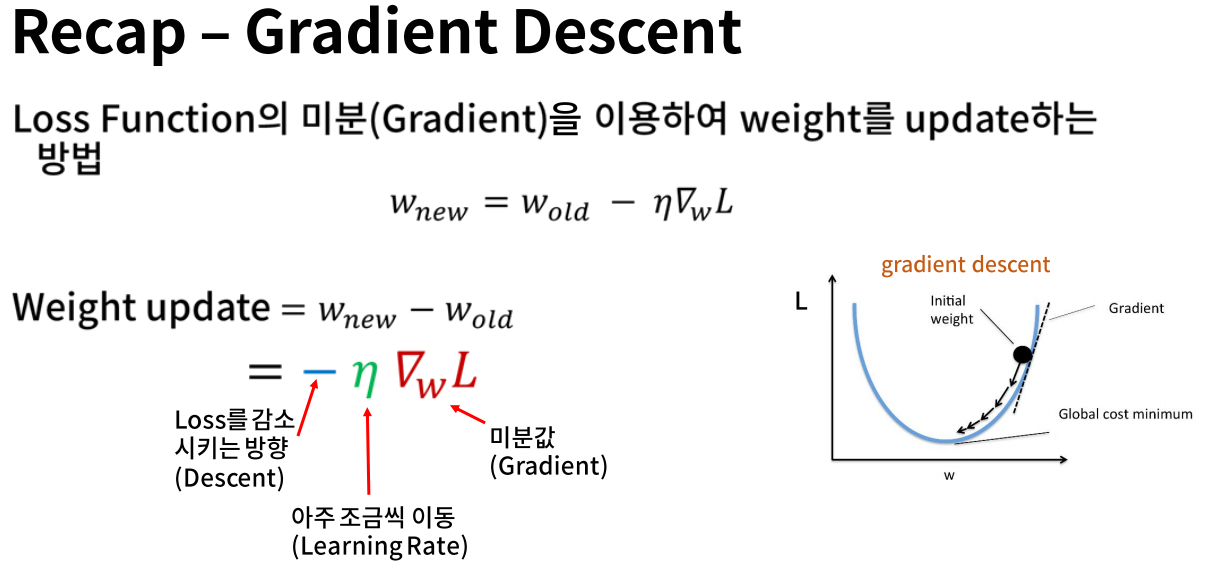 Recap – Gradient Descent
Loss Function의 미분(Gradient)을 이용하여 weight를 update하는
방법
w_new = w_old − η∇_w L
Weight update = w_new − w_old
= − η ∇_w L
Loss를 감소
시키는 방향
(Descent)
미분값
(Gradient)
아주 조금씩 이동
(Learning Rate)
gradient descent
L
Initial
weight
Gradient
Global cost minimum
w